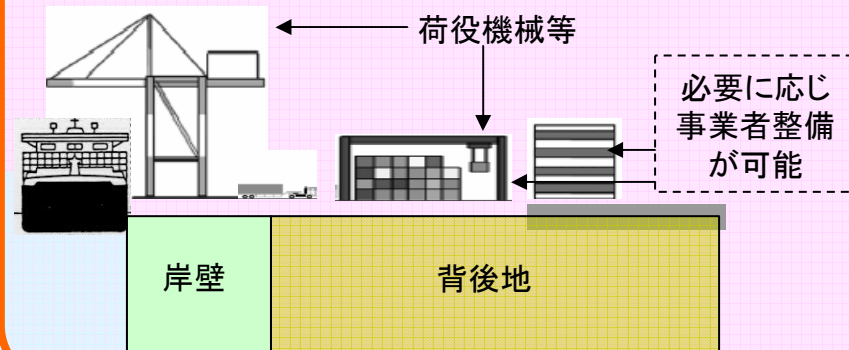 荷役機械等
必要に応じ
事業者整備
が可能
岸壁
背後地